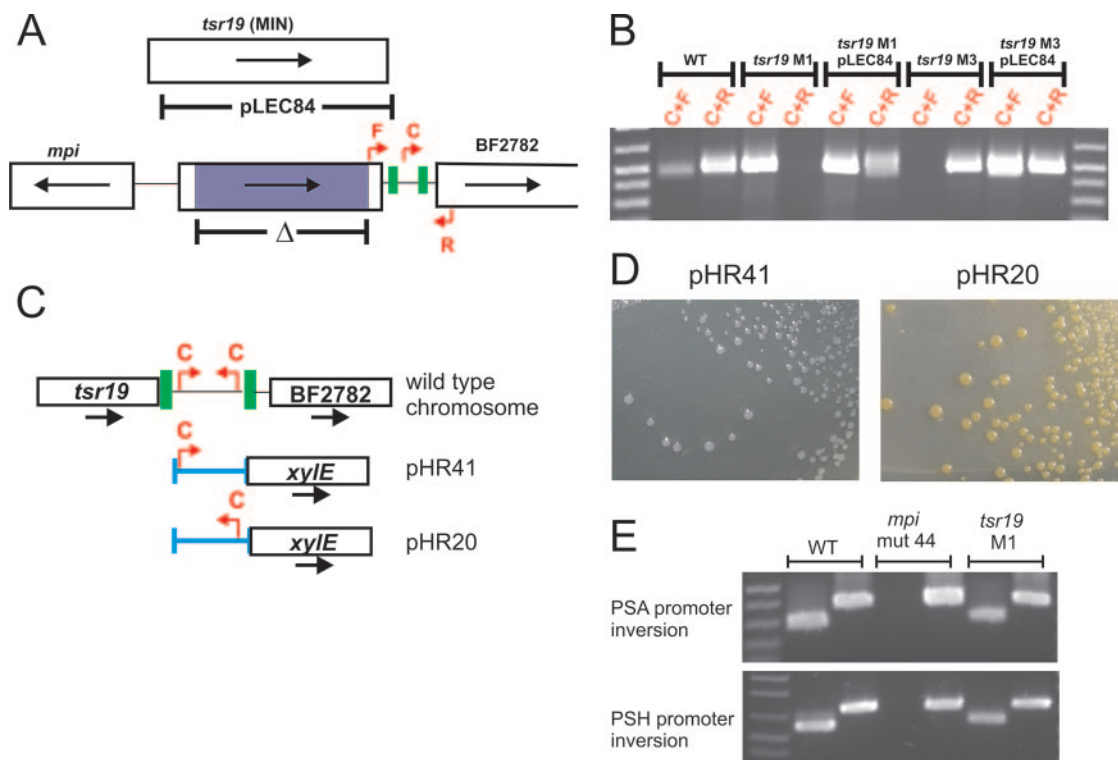 A
tsr19 (MIN)
pLEC84
F
C
mpi
BF2782
R
Δ
B
WT
tsr19 M1
tsr19 M1
pLEC84
tsr19 M3
tsr19 M3
pLEC84
C+F
C+R
C+F
C+R
C+F
C+R
C+F
C+R
C+F
C+R
C
C
C
tsr19
BF2782
wild type
chromosome
C
xylE
pHR41
C
xylE
pHR20
D
pHR41
pHR20
E
WT
mpi
mut 44
tsr19
M1
PSA promoter
inversion
PSH promoter
inversion